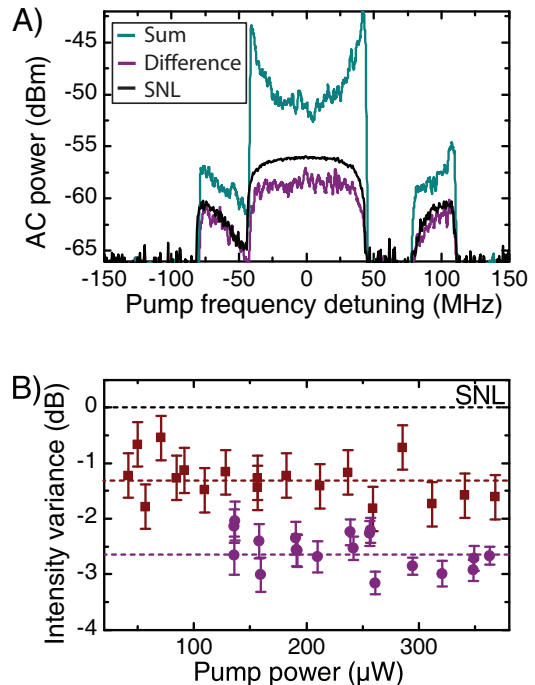 A)
Sum
Difference
SNL
AC power (dBm)
-45
-50
-55
-60
-65
-150 -100 -50 0 50 100 150
Pump frequency detuning (MHz)
B)
SNL
Intensity variance (dB)
0
-1
-2
-3
-4
100 200 300
Pump power (µW)